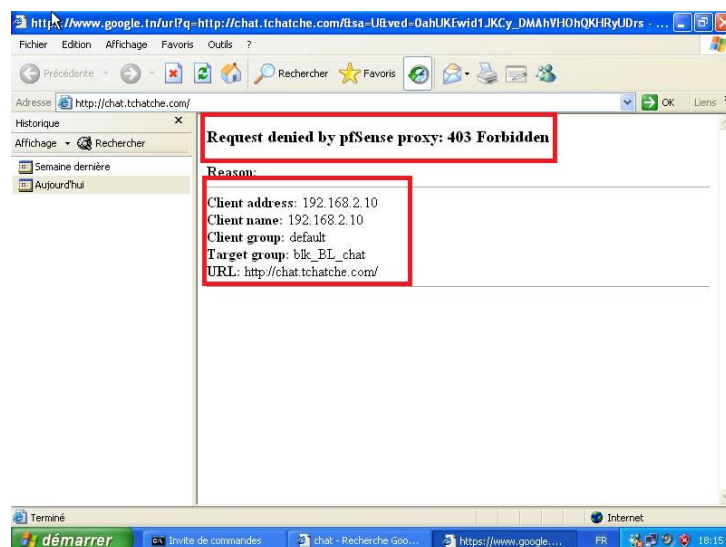 http://www.google.tn/url?q=http://chat.tchatche.com/&sa=U&ved=0ahUKEwid1JKCy_DMAhVHOhQKHRyUDrs - ...
Fichier Edition Affichage Favoris Outils ?
Précédente Rechercher Favoris
Adresse http://chat.tchatche.com/ OK Liens
Historique x
Affichage Rechercher
Semaine dernière
Aujourd'hui
Request denied by pfSense proxy: 403 Forbidden
Reason:
Client address: 192.168.2.10
Client name: 192.168.2.10
Client group: default
Target group: blk_BL_chat
URL: http://chat.tchatche.com/
Terminé Internet
démarrer Invite de commandes chat - Recherche Goo... https://www.google.... FR 18:15